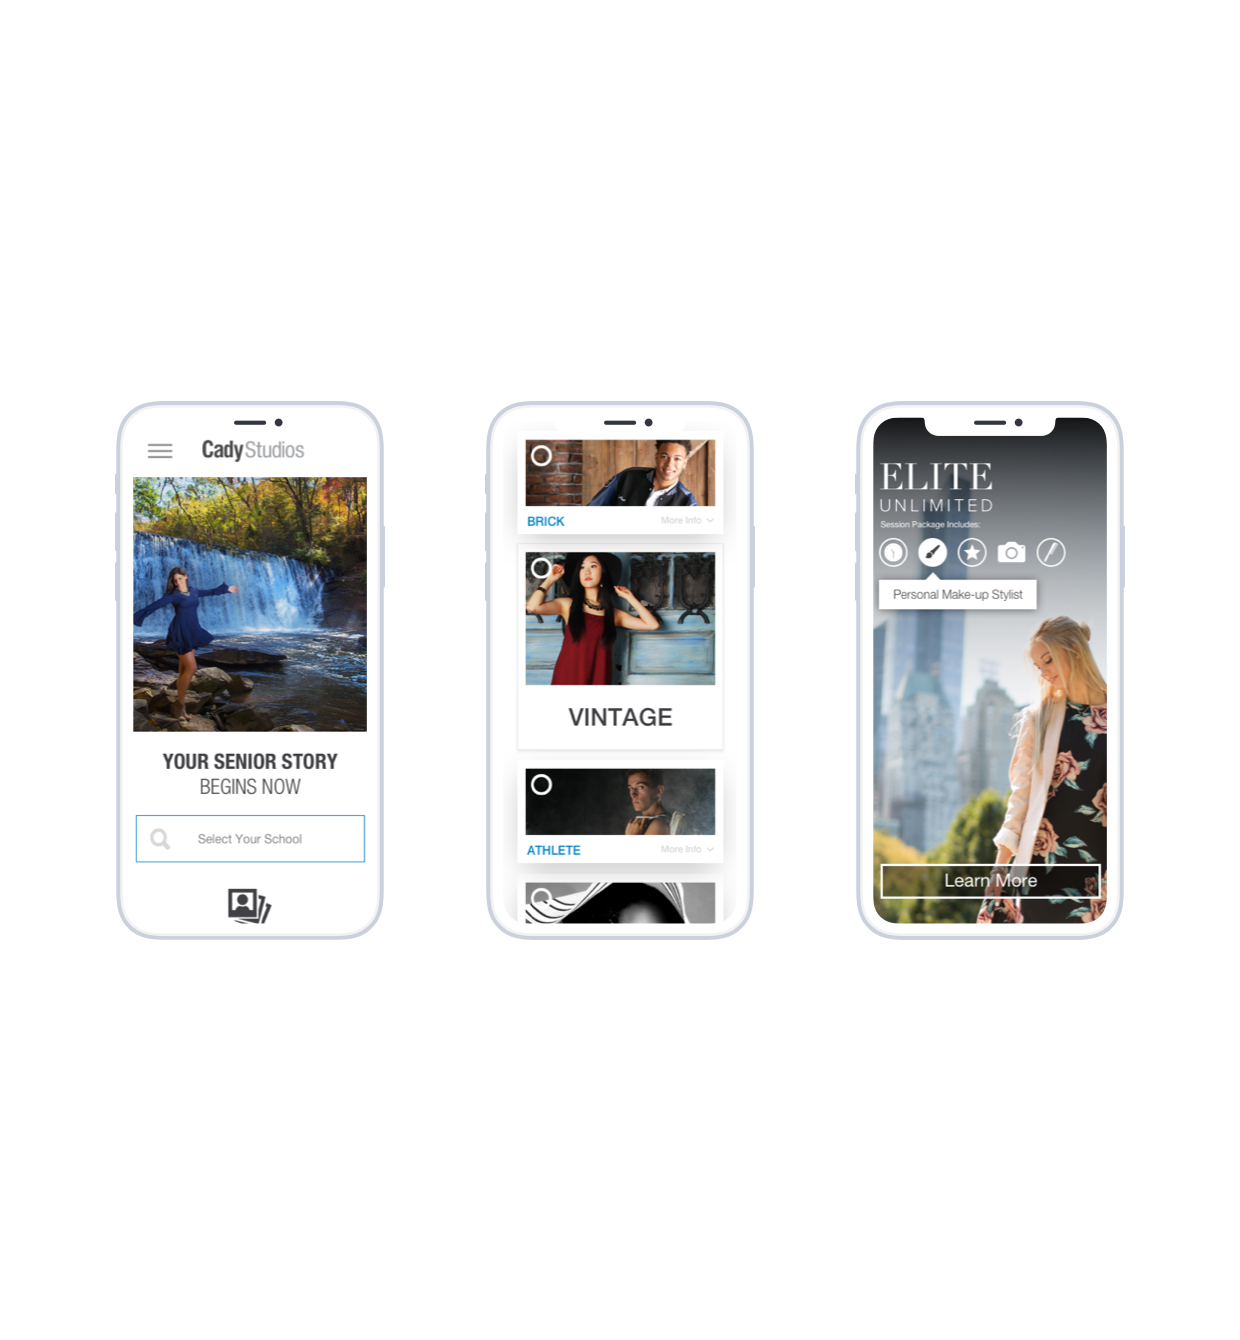 CadyStudios
YOUR SENIOR STORY
BEGINS NOW
Select Your School
BRICK
More Info
VINTAGE
ATHLETE
More Info
ELITE
UNLIMITED
Session Package Includes:
Personal Make-up Stylist
Learn More